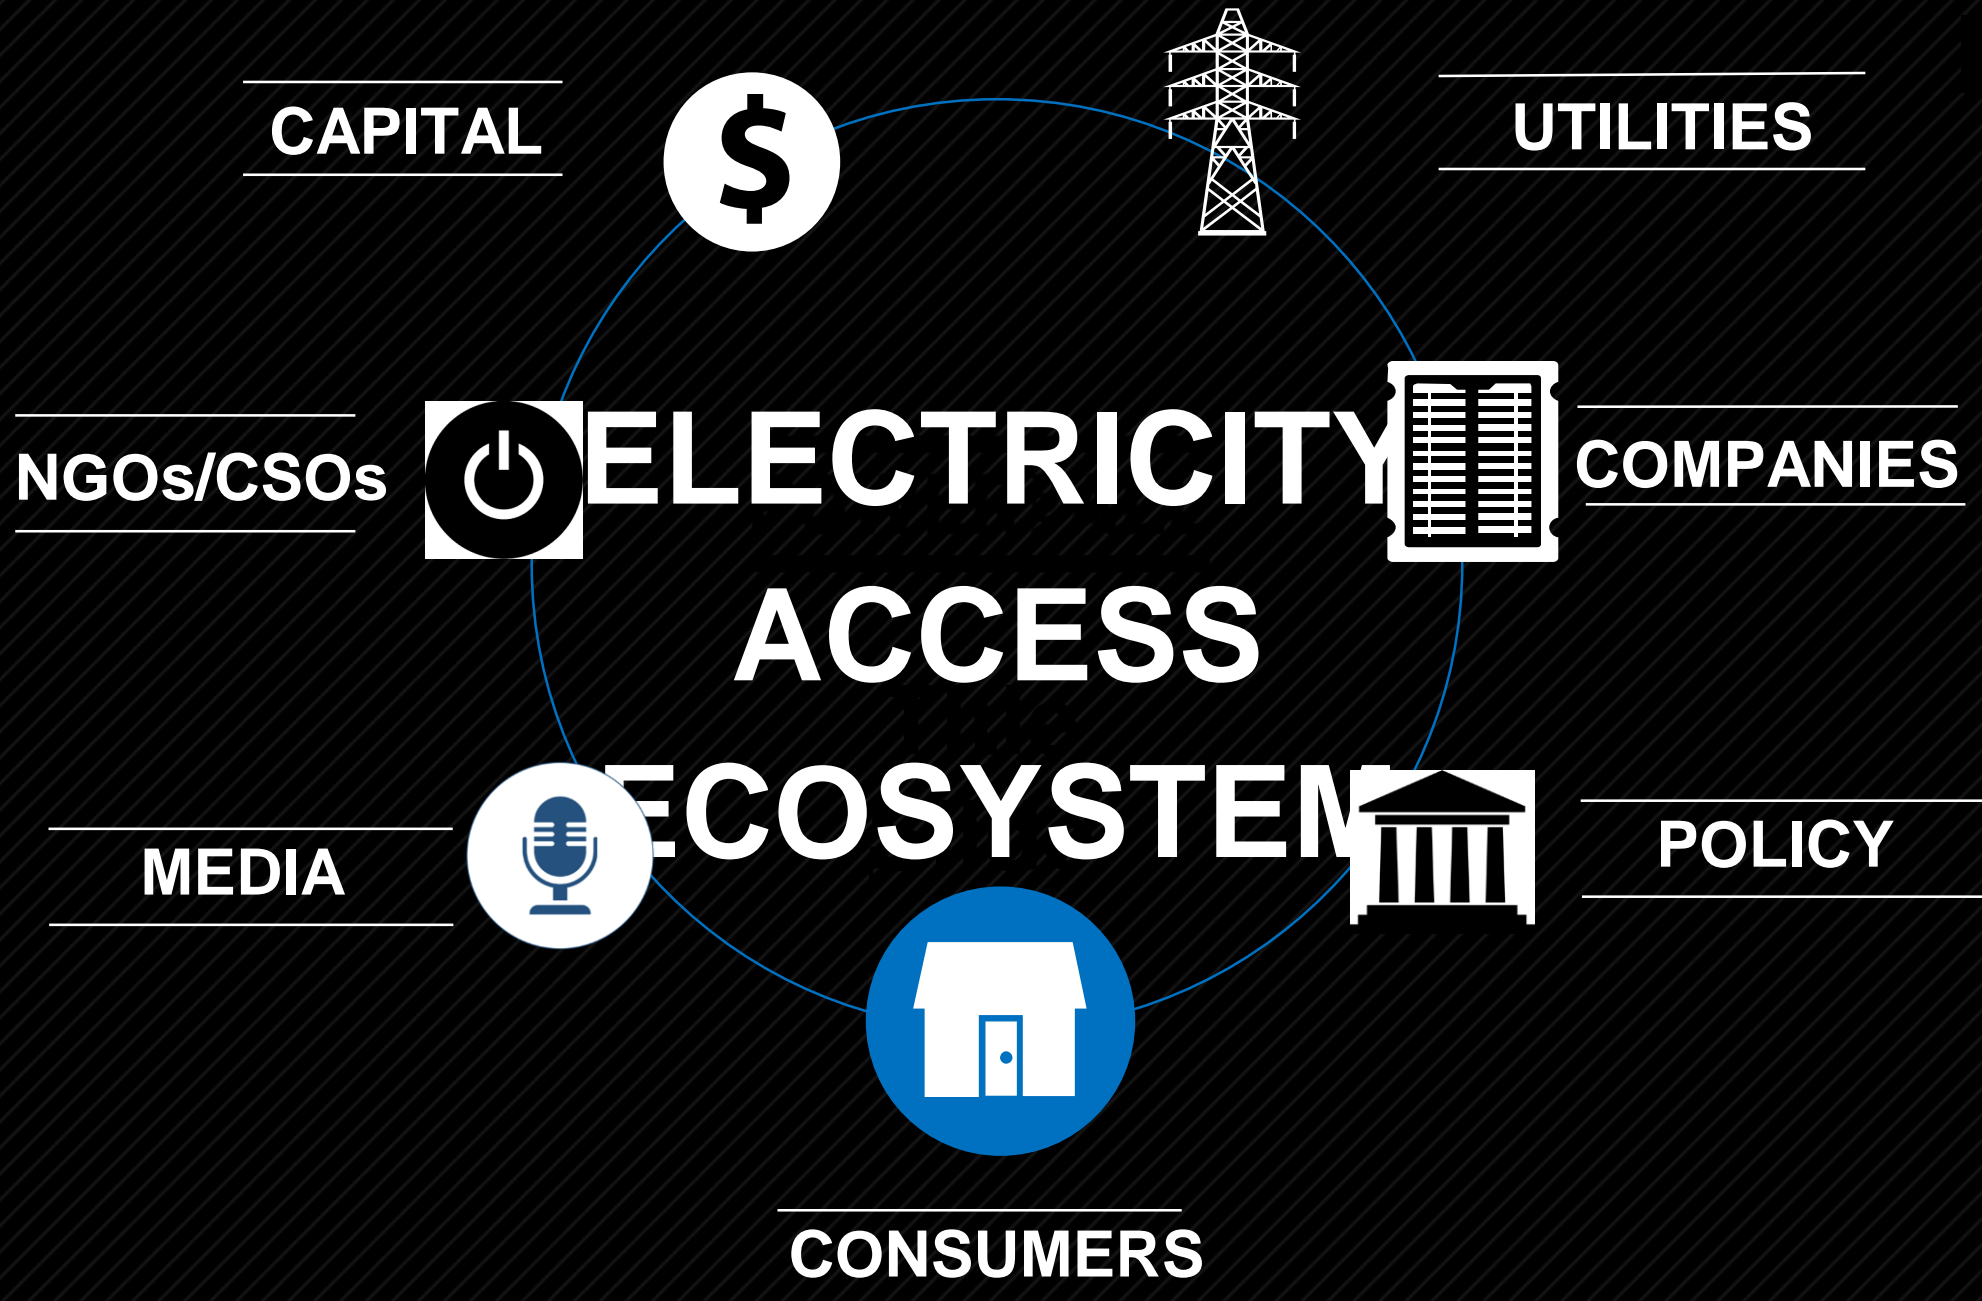 CAPITAL
$
UTILITIES
NGOs/CSOs
ELECTRICITY
COMPANIES
ACCESS
ECOSYSTEM
MEDIA
POLICY
CONSUMERS